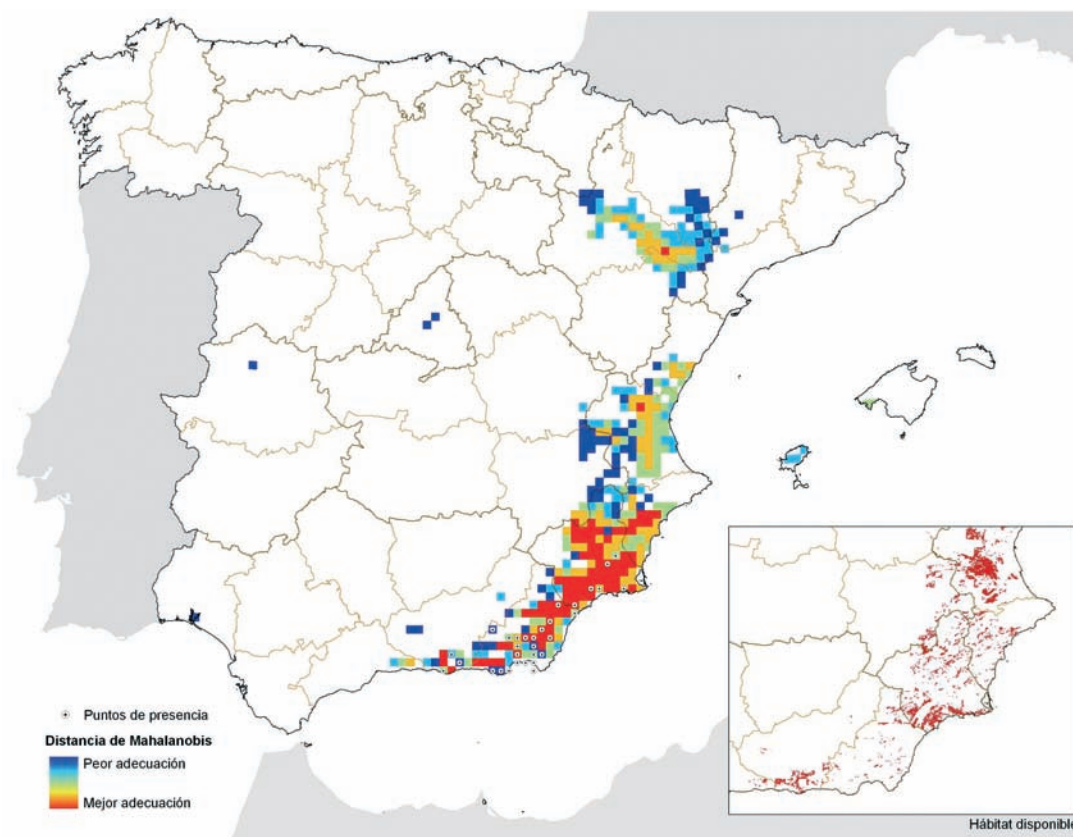 Puntos de presencia
Distancia de Mahalanobis
Peor adecuación
Mejor adecuación
Hábitat disponible